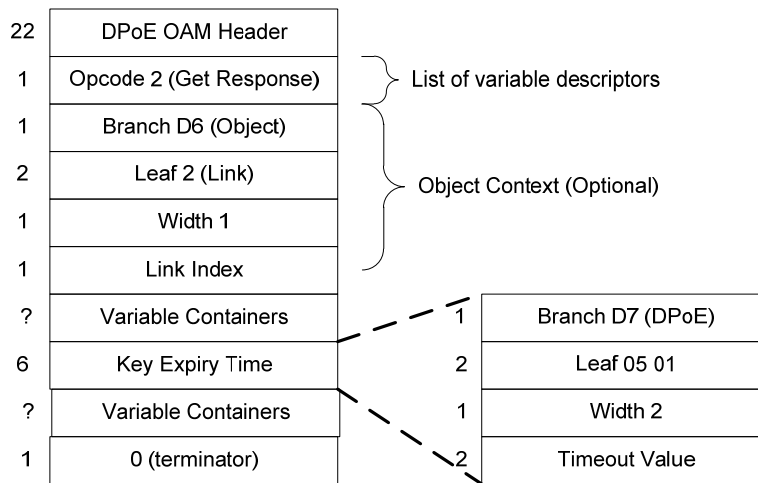 22 DPoE OAM Header
1 Opcode 2 (Get Response) List of variable descriptors
1 Branch D6 (Object)
2 Leaf 2 (Link) Object Context (Optional)
1 Width 1
1 Link Index
? Variable Containers 1 Branch D7 (DPoE)
6 Key Expiry Time 2 Leaf 05 01
? Variable Containers 1 Width 2
1 0 (terminator) 2 Timeout Value